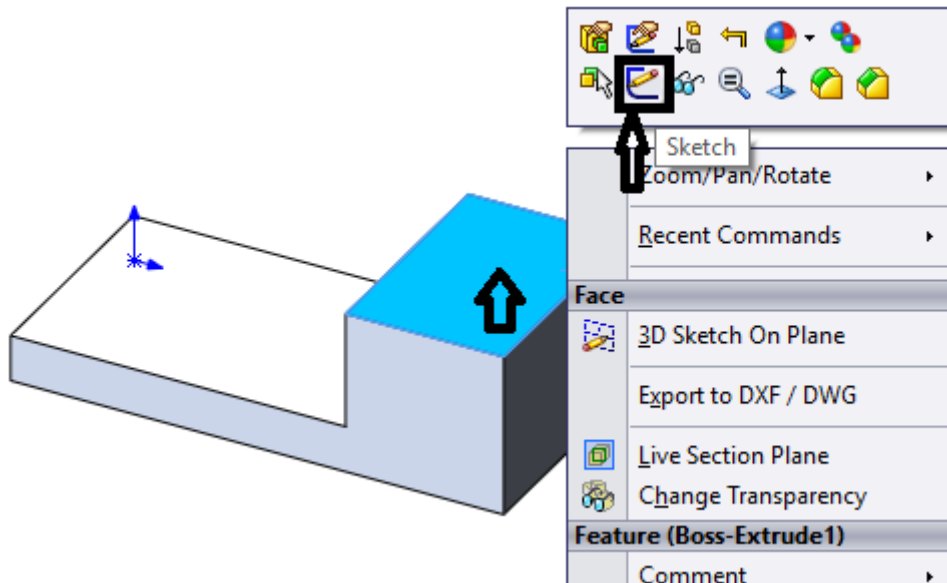 Sketch
Zoom/Pan/Rotate
Recent Commands
Face
3D Sketch On Plane
Export to DXF / DWG
Live Section Plane
Change Transparency
Feature (Boss-Extrude1)
Comment